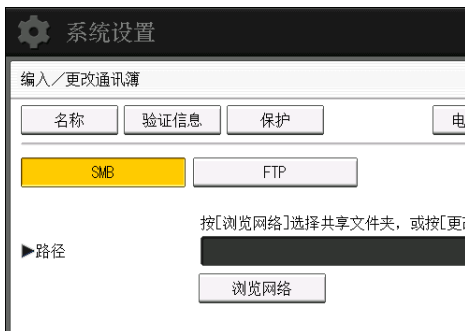 系统设置
编入／更改通讯簿
名称 验证信息 保护 电
SMB FTP
按[浏览网络]选择共享文件夹，或按[更改
▶路径
浏览网络